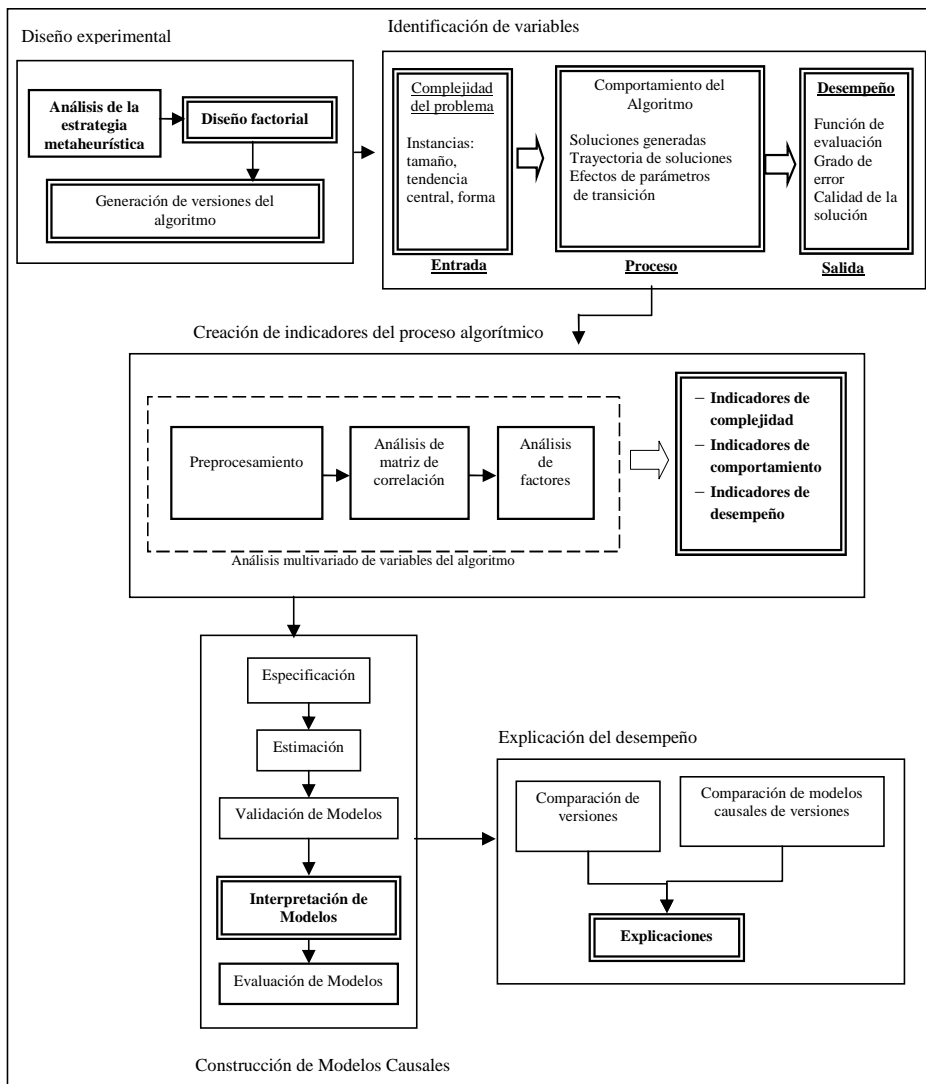 Diseño experimental
Análisis de la
estrategia
metaheurística
Diseño factorial
Generación de versiones del
algoritmo
Identificación de variables
Complejidad
del problema
Instancias:
tamaño,
tendencia
central, forma
Entrada
Comportamiento del
Algoritmo
Soluciones generadas
Trayectoria de soluciones
Efectos de parámetros
de transición
Proceso
Desempeño
Función de
evaluación
Grado de
error
Calidad de la
solución
Salida
Creación de indicadores del proceso algorítmico
Preprocesamiento
Análisis de
matriz de
correlación
Análisis
de
factores
Análisis multivariado de variables del algoritmo
– Indicadores de
complejidad
– Indicadores de
comportamiento
– Indicadores de
desempeño
Especificación
Estimación
Validación de Modelos
Interpretación de
Modelos
Evaluación de Modelos
Construcción de Modelos Causales
Explicación del desempeño
Comparación de
versiones
Comparación de modelos
causales de versiones
Explicaciones